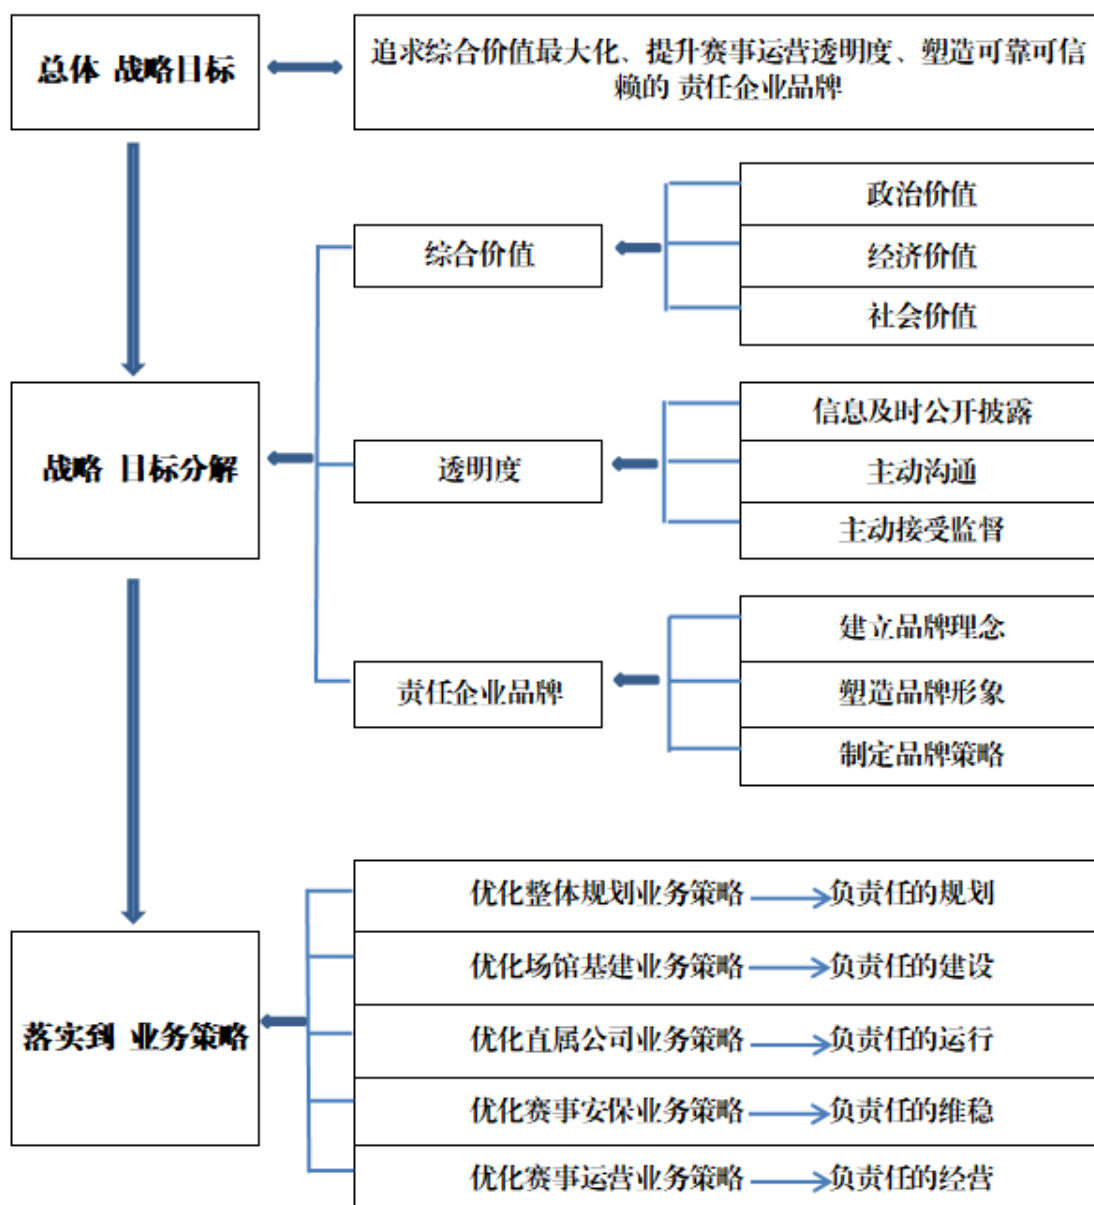 总体 战略目标
追求综合价值最大化、提升赛事运营透明度、塑造可靠可信
赖的 责任企业品牌
政治价值
综合价值
经济价值
社会价值
信息及时公开披露
战略 目标分解
透明度
主动沟通
主动接受监督
建立品牌理念
责任企业品牌
塑造品牌形象
制定品牌策略
优化整体规划业务策略 负责任的规划
优化场馆基建业务策略 负责任的建设
落实到 业务策略
优化直属公司业务策略 负责任的运行
优化赛事安保业务策略 负责任的维稳
优化赛事运营业务策略 负责任的经营